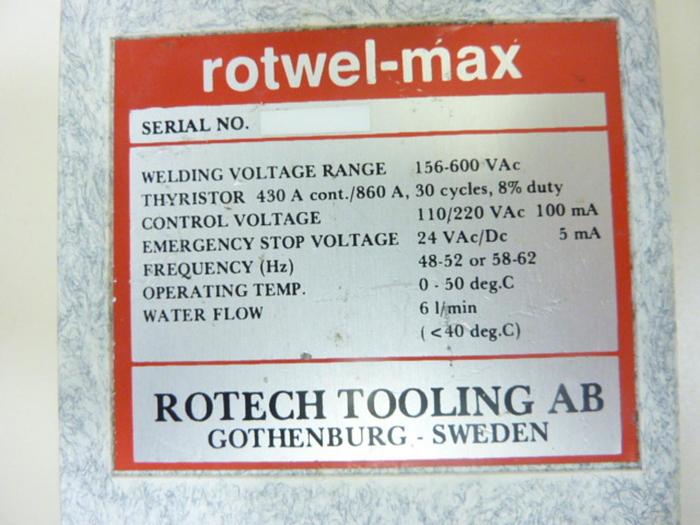 rotwel-max
SERIAL NO.
WELDING VOLTAGE RANGE 156-600 VAc
THYRISTOR 430 A cont./860 A, 30 cycles, 8% duty
CONTROL VOLTAGE 110/220 VAc 100 mA
EMERGENCY STOP VOLTAGE 24 VAc/Dc 5 mA
FREQUENCY (Hz) 48-52 or 58-62
OPERATING TEMP. 0 - 50 deg.C
WATER FLOW 6 l/min
(<40 deg.C)
ROTECH TOOLING AB
GOTHENBURG - SWEDEN